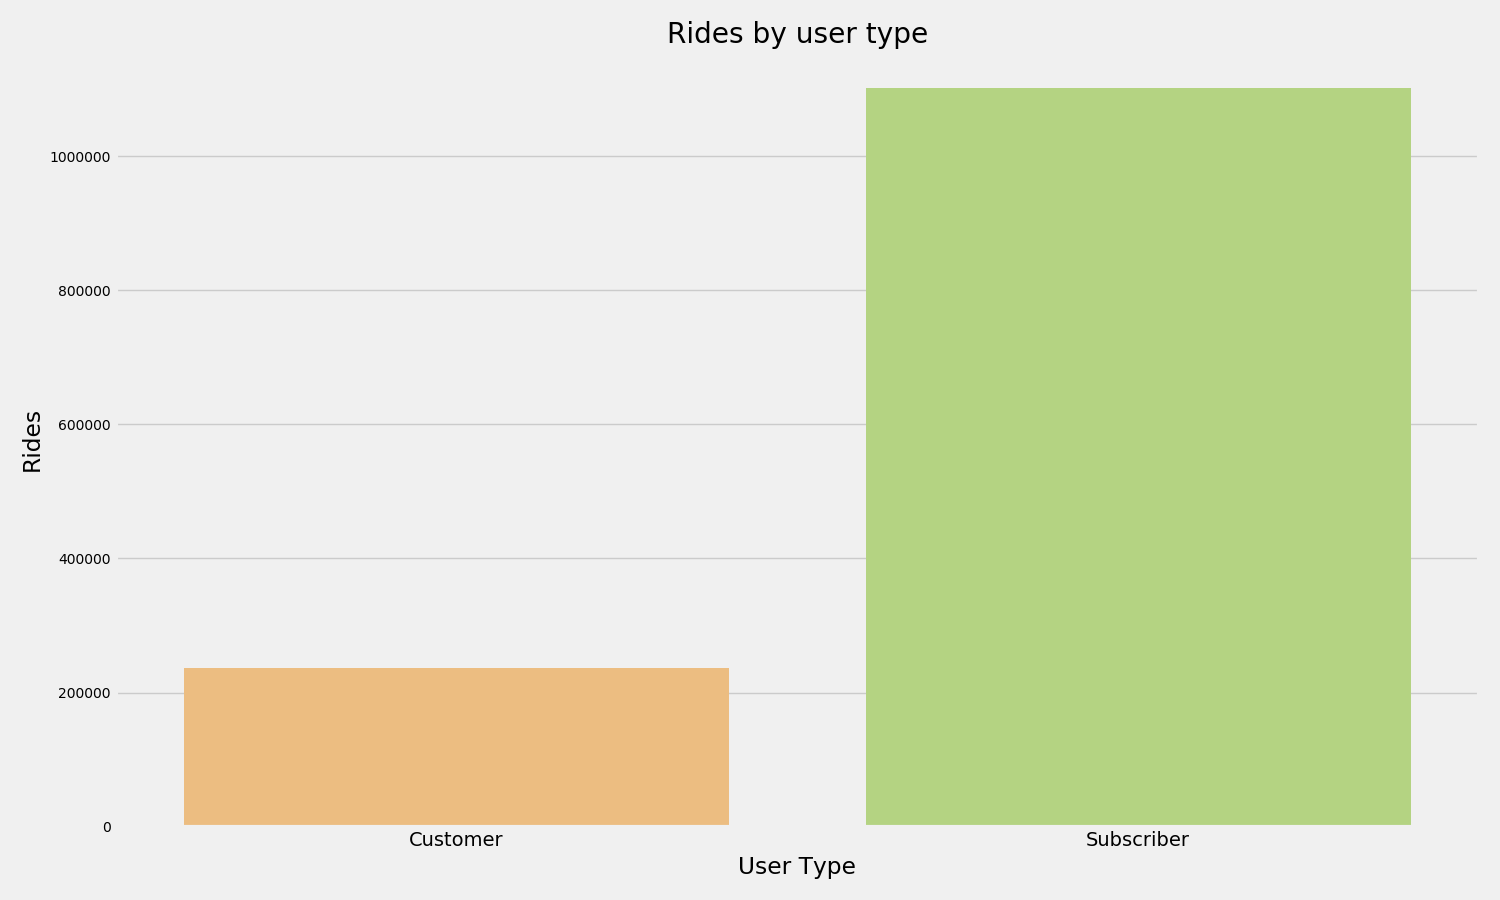 Rides by user type
1000000
800000
600000
400000
200000
0
Rides
Customer
Subscriber
User Type